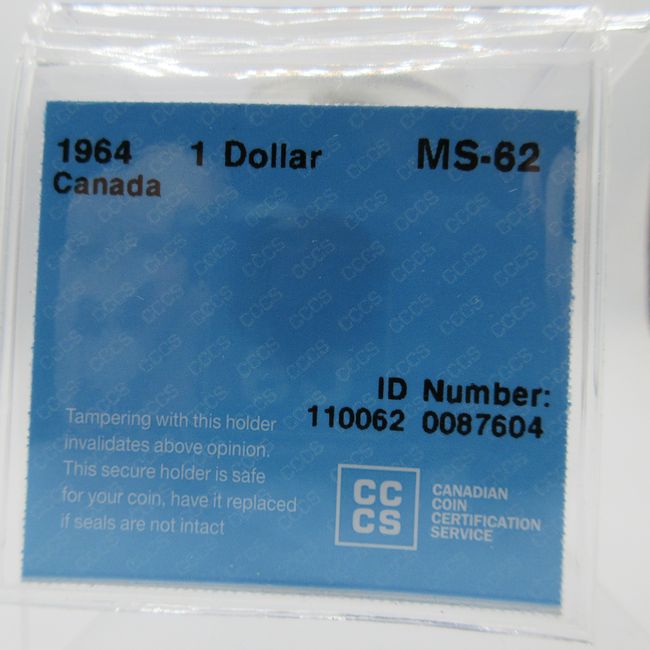 1964 1 Dollar MS-62
Canada
ID Number:
110062 0087604
Tampering with this holder
invalidates above opinion.
This secure holder is safe
for your coin, have it replaced
if seals are not intact
CC
CS
CANADIAN
COIN
CERTIFICATION
SERVICE